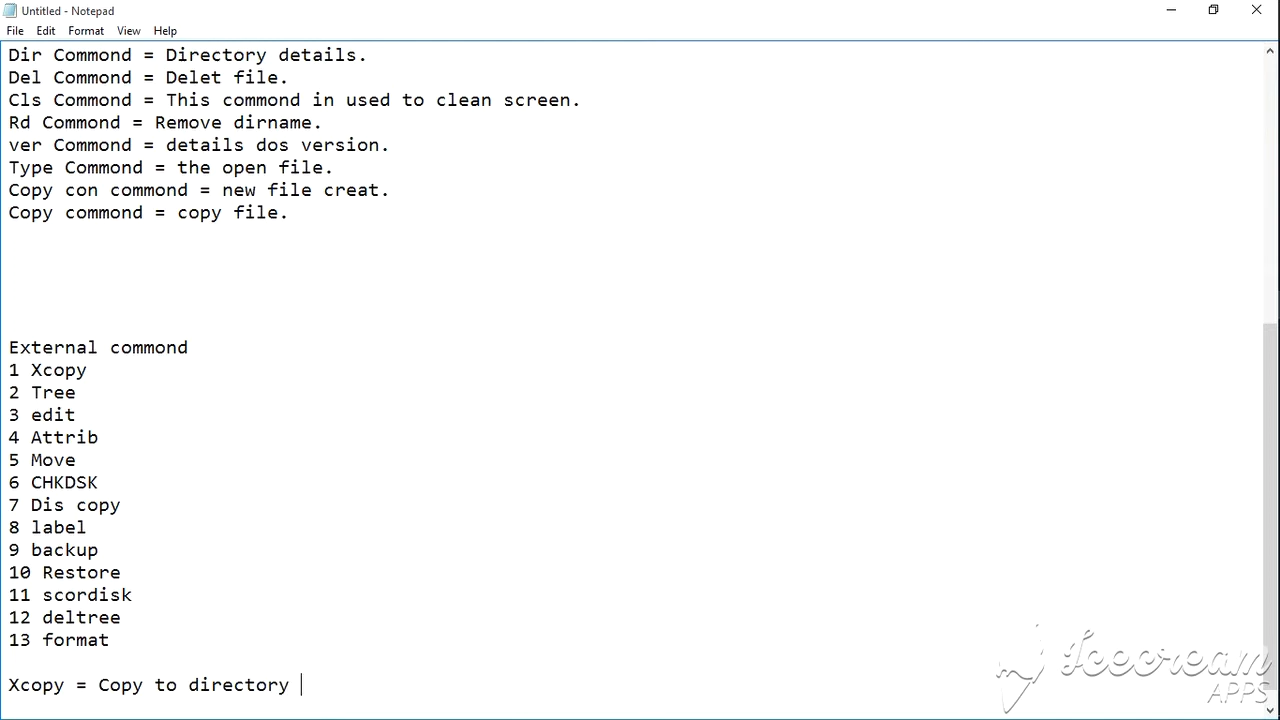 Untitled - Notepad
File Edit Format View Help
Dir Commond = Directory details.
Del Commond = Delet file.
Cls Commond = This commond in used to clean screen.
Rd Commond = Remove dirname.
ver Commond = details dos version.
Type Commond = the open file.
Copy con commond = new file creat.
Copy commond = copy file.
External commond
1 Xcopy
2 Tree
3 edit
4 Attrib
5 Move
6 CHKDSK
7 Dis copy
8 label
9 backup
10 Restore
11 scordisk
12 deltree
13 format
Xcopy = Copy to directory
Icecream
APPS